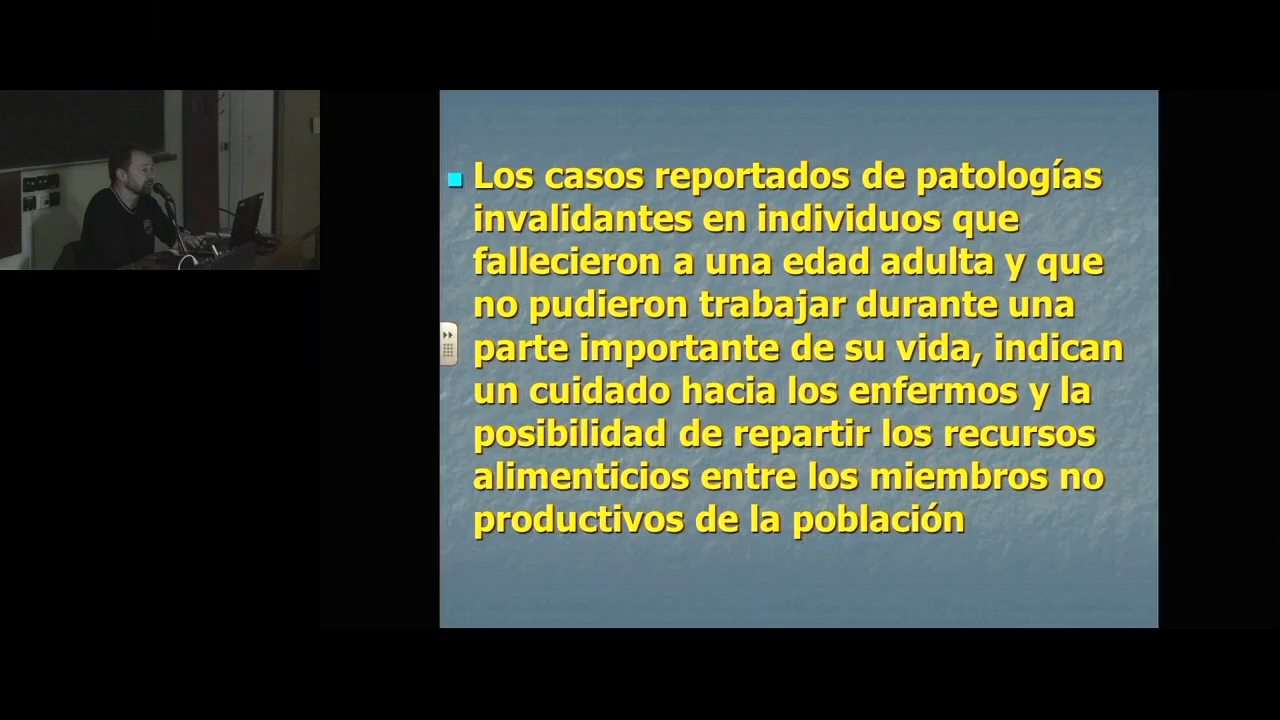 Los casos reportados de patologías
invalidantes en individuos que
fallecieron a una edad adulta y que
no pudieron trabajar durante una
parte importante de su vida, indican
un cuidado hacia los enfermos y la
posibilidad de repartir los recursos
alimenticios entre los miembros no
productivos de la población